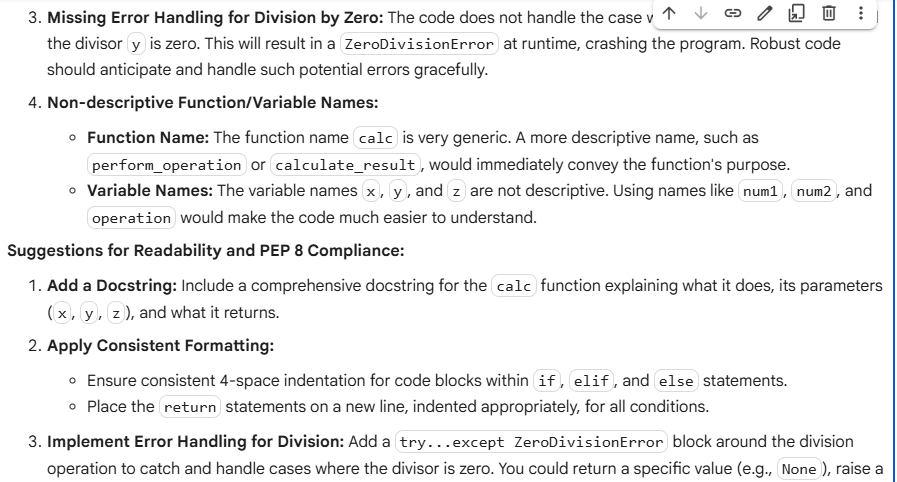 3. Missing Error Handling for Division by Zero: The code does not handle the case
the divisor y is zero. This will result in a ZeroDivisionError at runtime, crashing the program. Robust code
should anticipate and handle such potential errors gracefully.
4. Non-descriptive Function/Variable Names:
◦ Function Name: The function name calc is very generic. A more descriptive name, such as
perform_operation or calculate_result, would immediately convey the function's purpose.
◦ Variable Names: The variable names x, y, and z are not descriptive. Using names like num1, num2, and
operation would make the code much easier to understand.
Suggestions for Readability and PEP 8 Compliance:
1. Add a Docstring: Include a comprehensive docstring for the calc function explaining what it does, its parameters
(x, y, z), and what it returns.
2. Apply Consistent Formatting:
◦ Ensure consistent 4-space indentation for code blocks within if, elif, and else statements.
◦ Place the return statements on a new line, indented appropriately, for all conditions.
3. Implement Error Handling for Division: Add a try...except ZeroDivisionError block around the division
operation to catch and handle cases where the divisor is zero. You could return a specific value (e.g., None), raise a